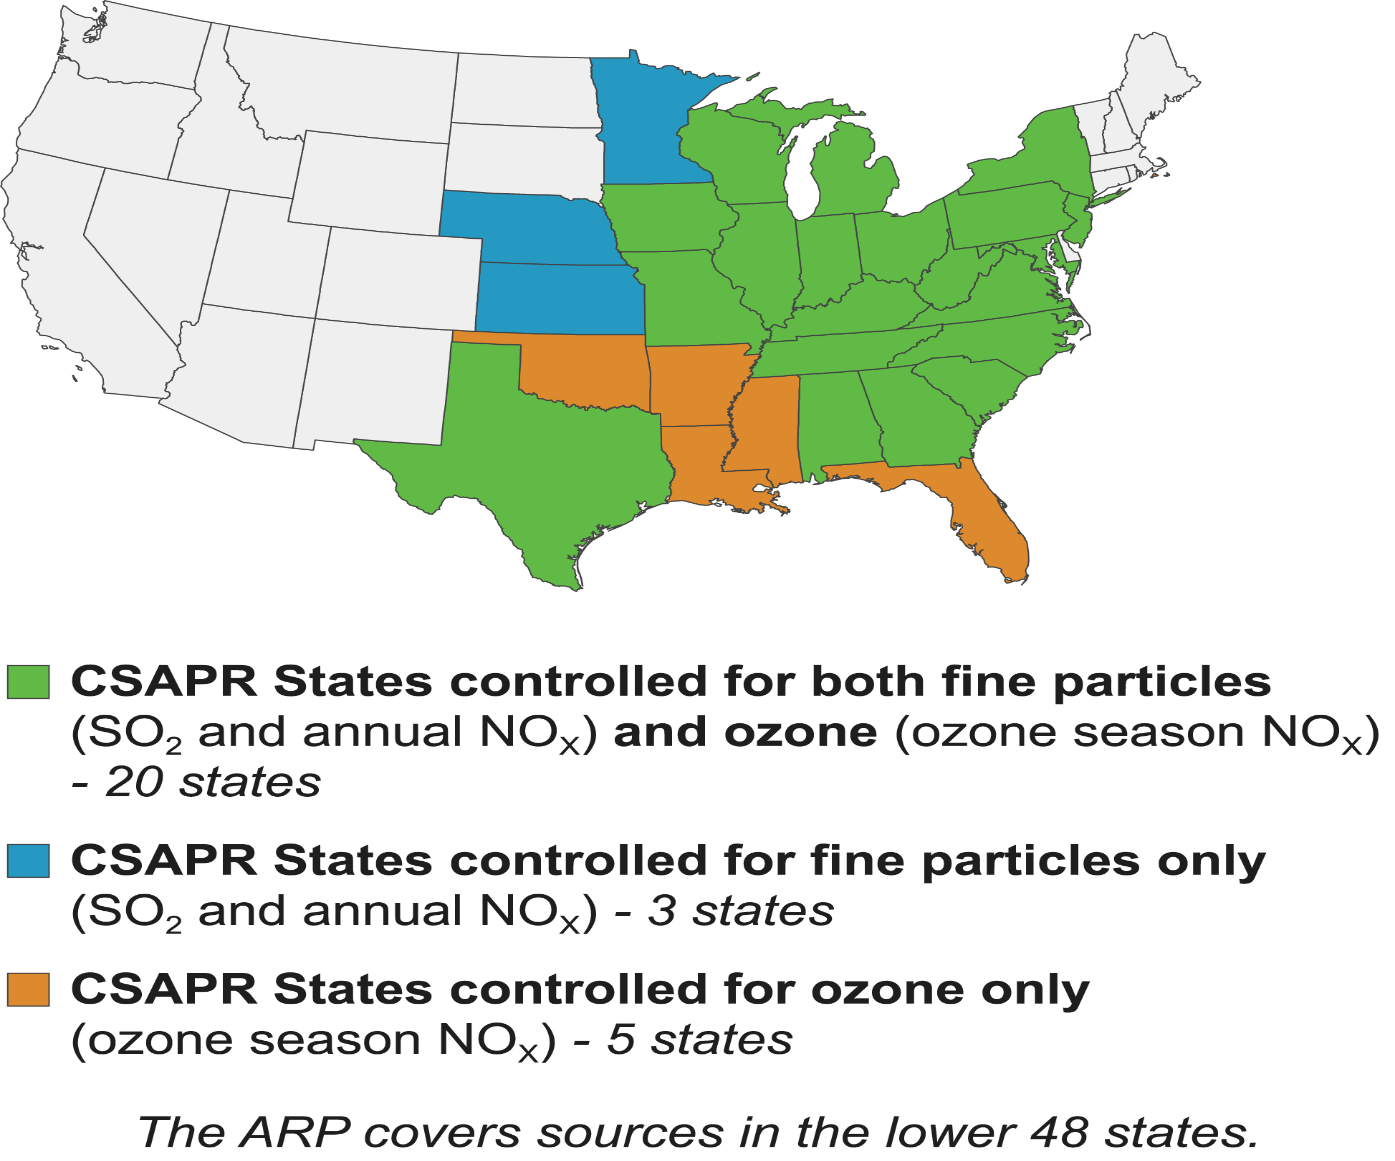 CSAPR States controlled for both fine particles
(SO₂ and annual NOₓ) and ozone (ozone season NOₓ)
- 20 states
CSAPR States controlled for fine particles only
(SO₂ and annual NOₓ) - 3 states
CSAPR States controlled for ozone only
(ozone season NOₓ) - 5 states
The ARP covers sources in the lower 48 states.